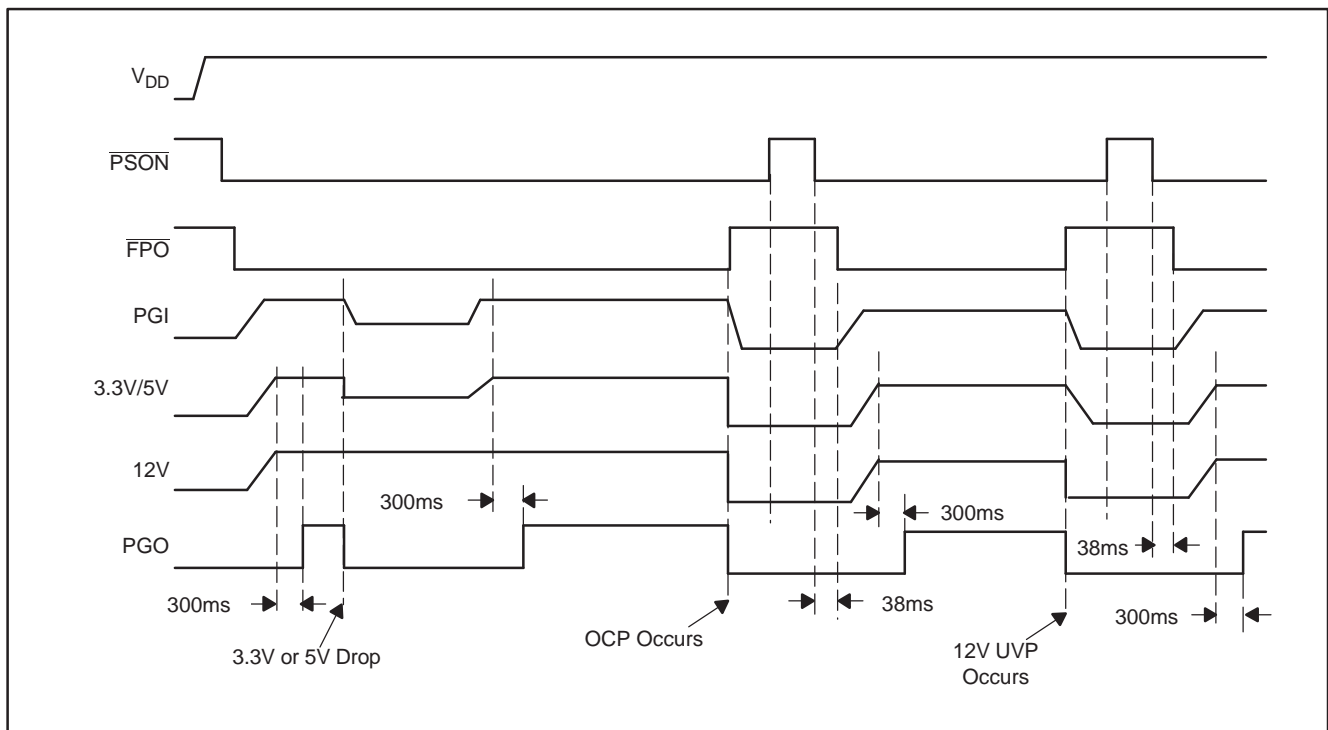 VDD
PSON
FPO
PGI
3.3V/5V
12V
300ms
300ms
PGO
38ms
300ms
38ms
300ms
OCP Occurs
3.3V or 5V Drop
12V UVP
Occurs